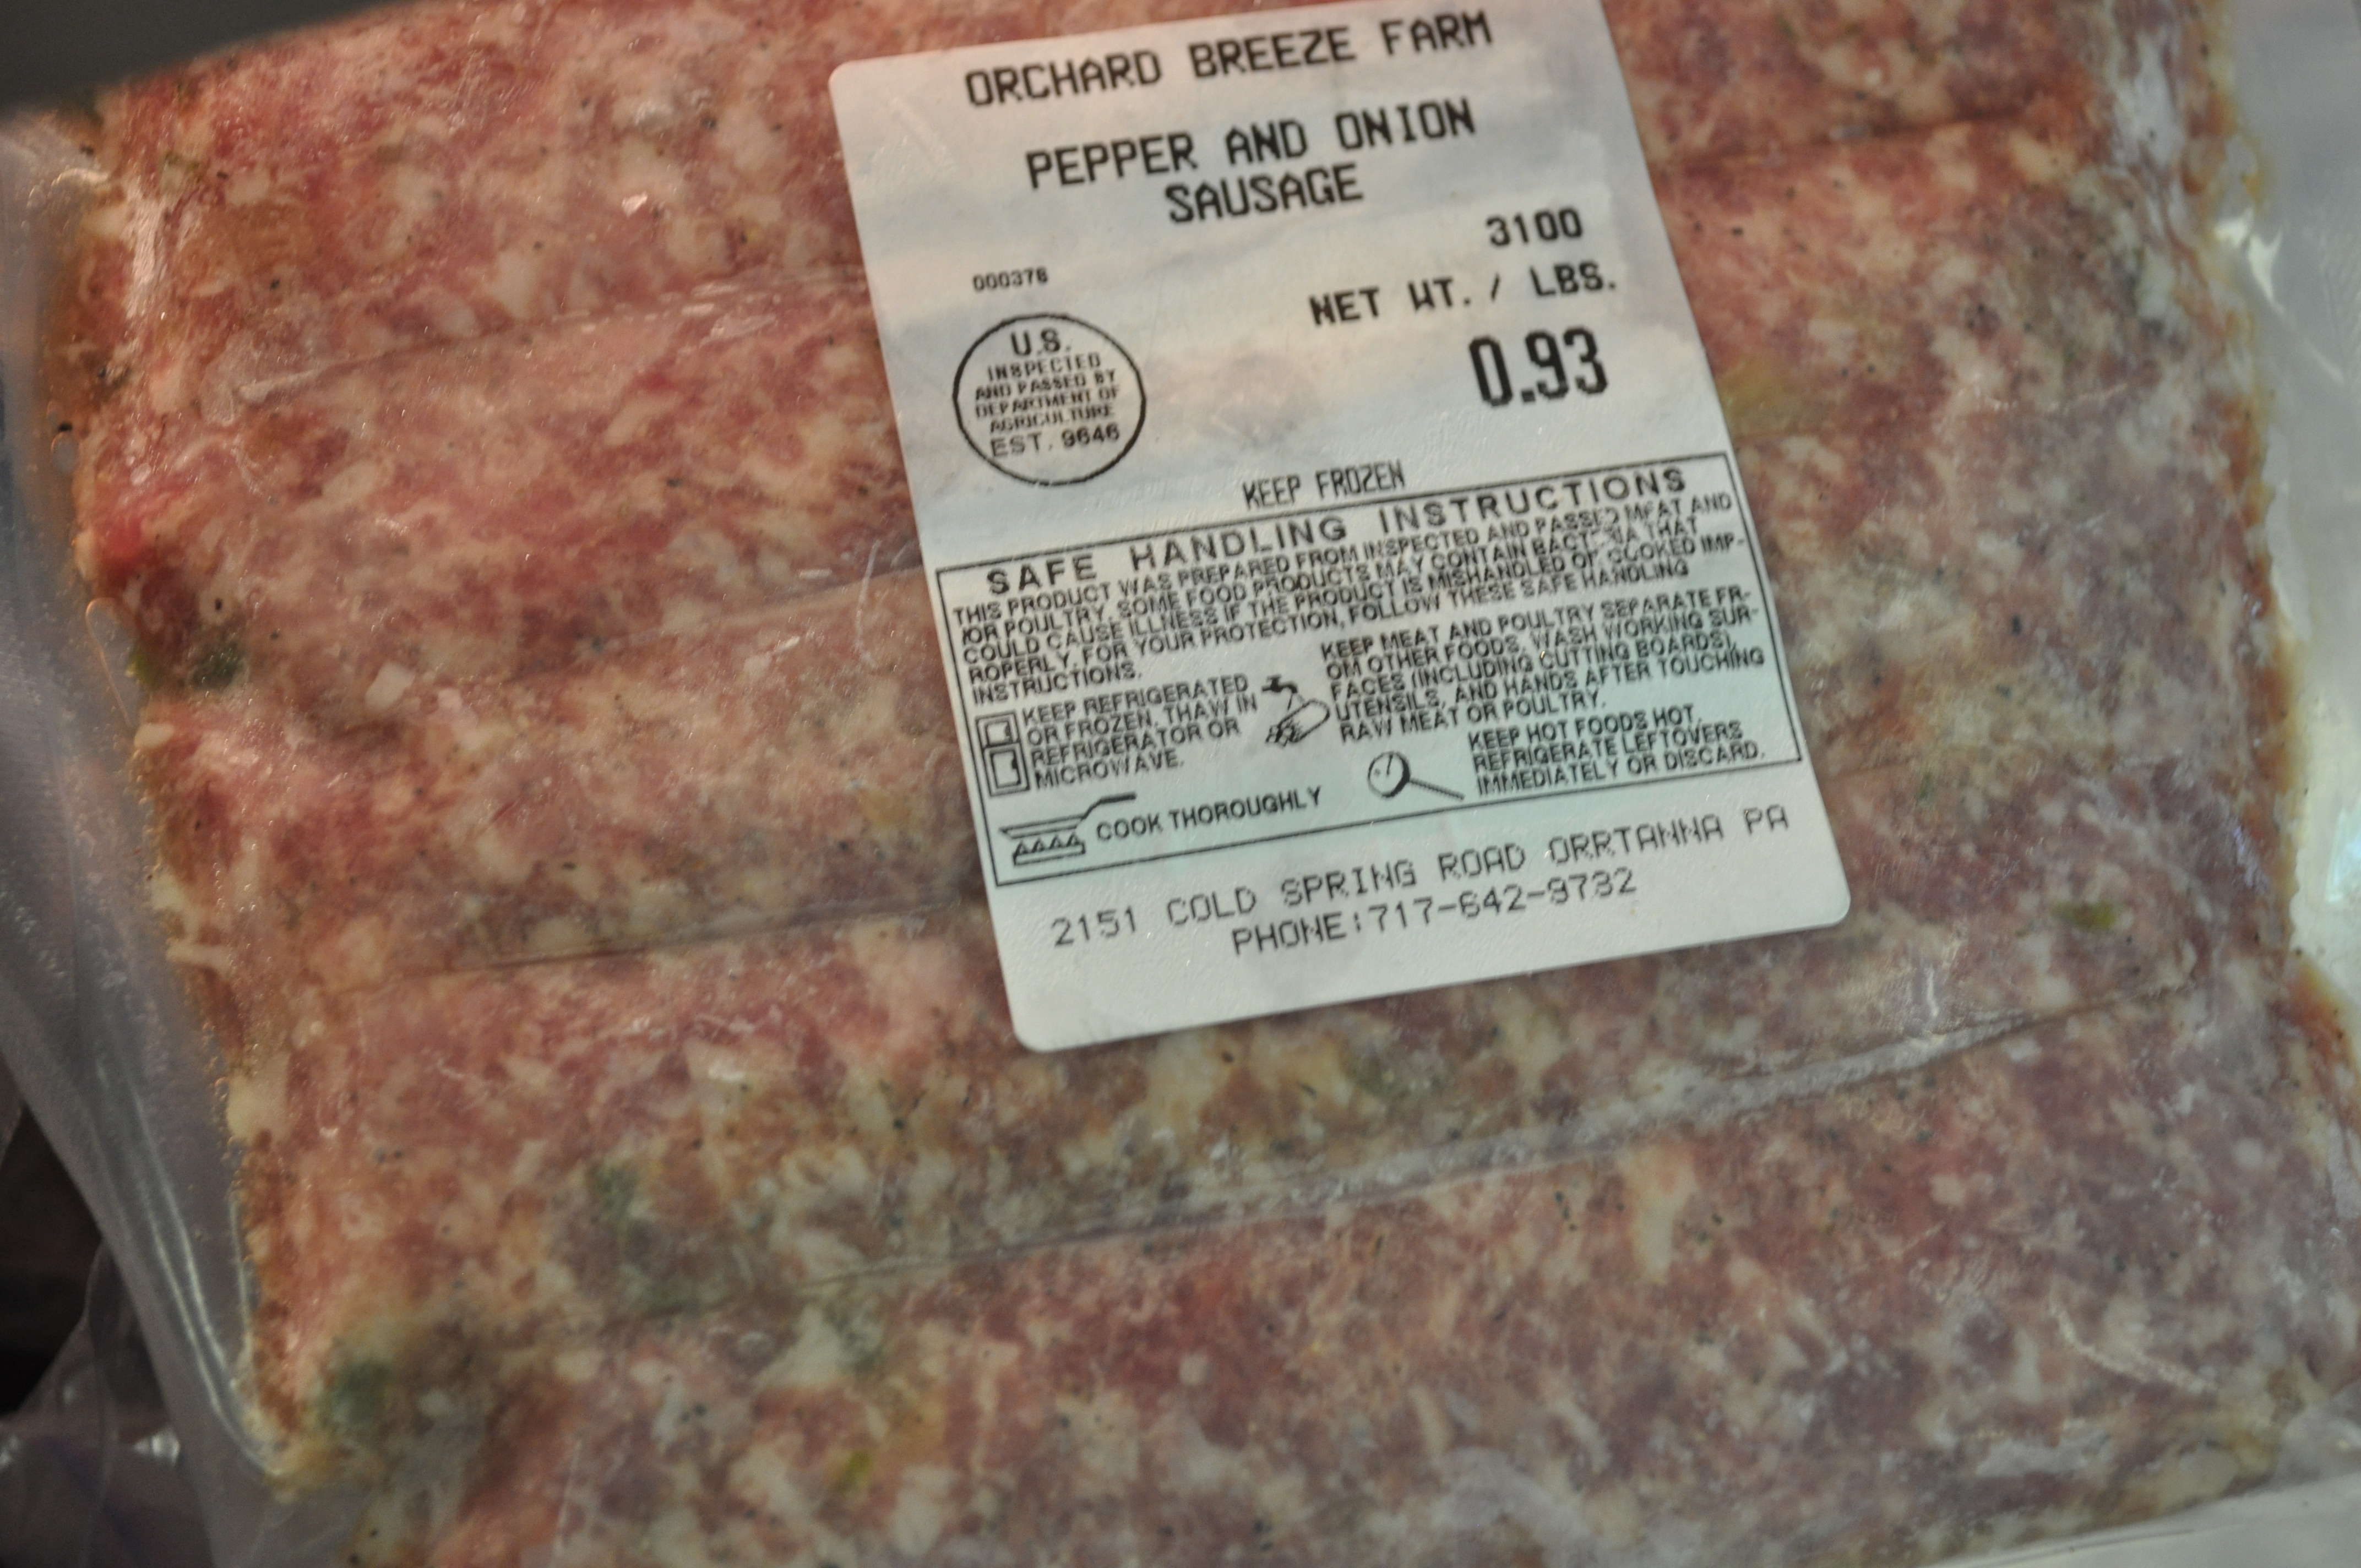 ORCHARD BREEZE FARM
PEPPER AND ONION
SAUSAGE
3100
000378
NET WT. / LBS.
0.93
U.S.
INSPECTED
AND PASSED BY
DEPARTMENT OF
AGRICULTURE
EST. 9646
KEEP FROZEN
SAFE HANDLING INSTRUCTIONS
THIS PRODUCT WAS PREPARED FROM INSPECTED AND PASSED MEAT AND
/OR POULTRY. SOME FOOD PRODUCTS MAY CONTAIN BACTERIA THAT
COULD CAUSE ILLNESS IF THE PRODUCT IS MISHANDLED OR COOKED IMP-
ROPERLY. FOR YOUR PROTECTION, FOLLOW THESE SAFE HANDLING
INSTRUCTIONS.
KEEP REFRIGERATED
OR FROZEN. THAW IN
REFRIGERATOR OR
MICROWAVE.
KEEP MEAT AND POULTRY SEPARATE FR-
OM OTHER FOODS. WASH WORKING SUR-
FACES (INCLUDING CUTTING BOARDS),
UTENSILS, AND HANDS AFTER TOUCHING
RAW MEAT OR POULTRY.
COOK THOROUGHLY
KEEP HOT FOODS HOT.
REFRIGERATE LEFTOVERS
IMMEDIATELY OR DISCARD.
2151 COLD SPRING ROAD ORRTANNA PA
PHONE:717-642-9732